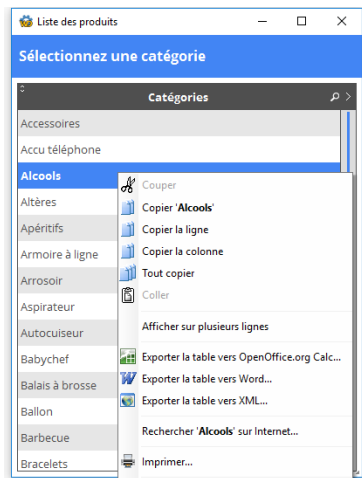 Liste des produits
Sélectionnez une catégorie
Catégories
Accessoires
Accu téléphone
Alcools
Altères
Apéritifs
Armoire à ligne
Arrosoir
Aspirateur
Autocuiseur
Babychef
Balais à brosse
Ballon
Barbecue
Bracelets
Couper
Copier 'Alcools'
Copier la ligne
Copier la colonne
Tout copier
Coller
Afficher sur plusieurs lignes
Exporter la table vers OpenOffice.org Calc...
Exporter la table vers Word...
Exporter la table vers XML...
Rechercher 'Alcools' sur Internet...
Imprimer...